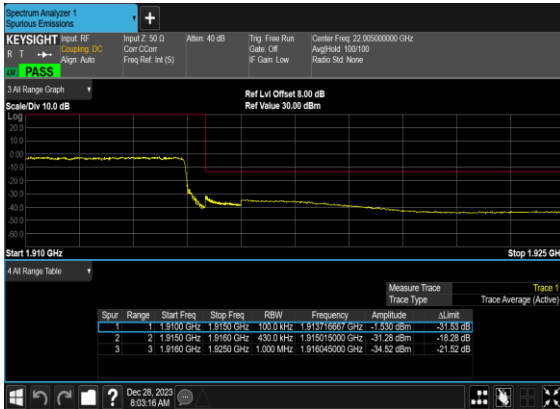 Spectrum Analyzer 1
Spurious Emissions
+
KEYSIGHT
R T
LNI PASS
Input: RF
Coupling: DC
Align: Auto
Input Z: 50 Ω
Corr CCorr
Freq Ref: Int (S)
Atten: 40 dB
Trig: Free Run
Gate: Off
IF Gain: Low
Center Freq: 22.005000000 GHz
Avg|Hold: 100/100
Radio Std: None
3 All Range Graph
Scale/Div 10.0 dB
Ref Lvl Offset 8.00 dB
Ref Value 30.00 dBm
Log
20.0
10.0
0.00
-10.0
-20.0
-30.0
-40.0
-50.0
-60.0
Start 1.910 GHz
Stop 1.925 GH
4 All Range Table
Measure Trace Trace 1
Trace Type Trace Average (Active)
Spur Range Start Freq Stop Freq RBW Frequency Amplitude ΔLimit
1 1 1.9100 GHz 1.9150 GHz 100.0 kHz 1.913716667 GHz -1.530 dBm -31.53 dB
2 2 1.9150 GHz 1.9160 GHz 430.0 kHz 1.915015000 GHz -31.28 dBm -18.28 dB
3 3 1.9160 GHz 1.9250 GHz 1.000 MHz 1.916045000 GHz -34.52 dBm -21.52 dB
?
Dec 28, 2023
8:03:16 AM